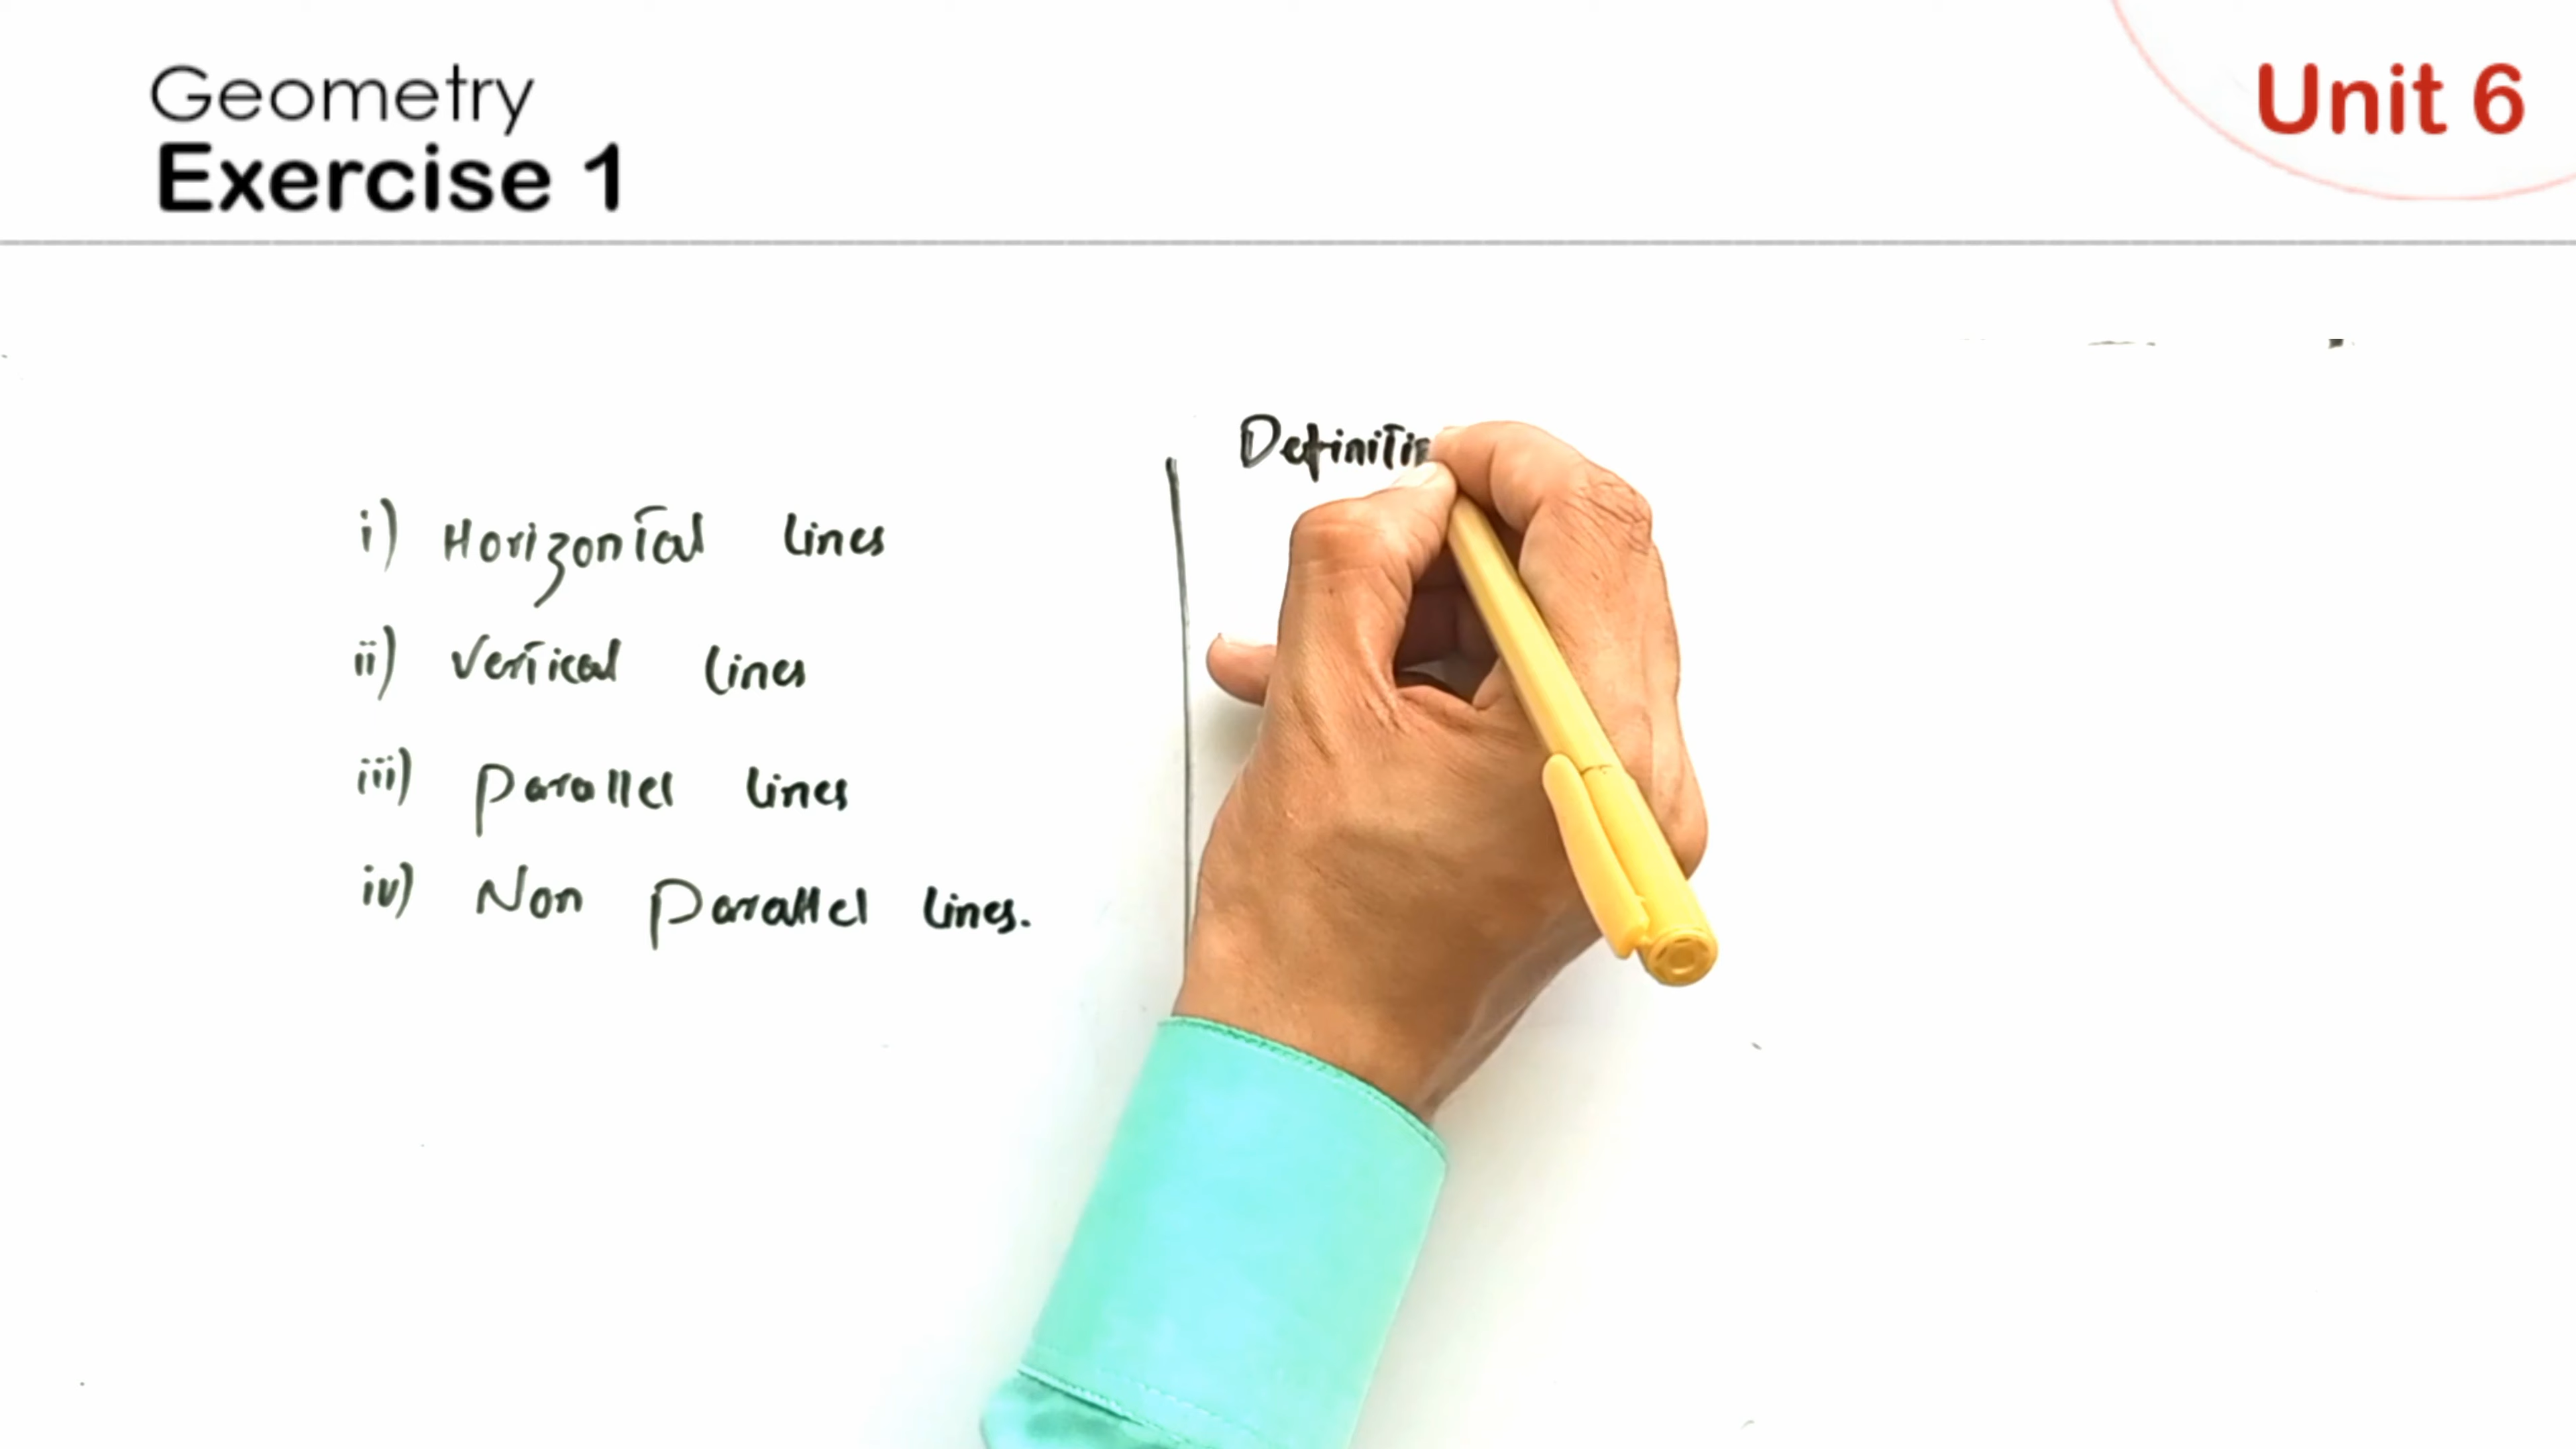 Geometry
Exercise 1
Unit 6
i) Horizontal lines
ii) Vertical lines
iii) Parallel lines
iv) Non Parallel lines.